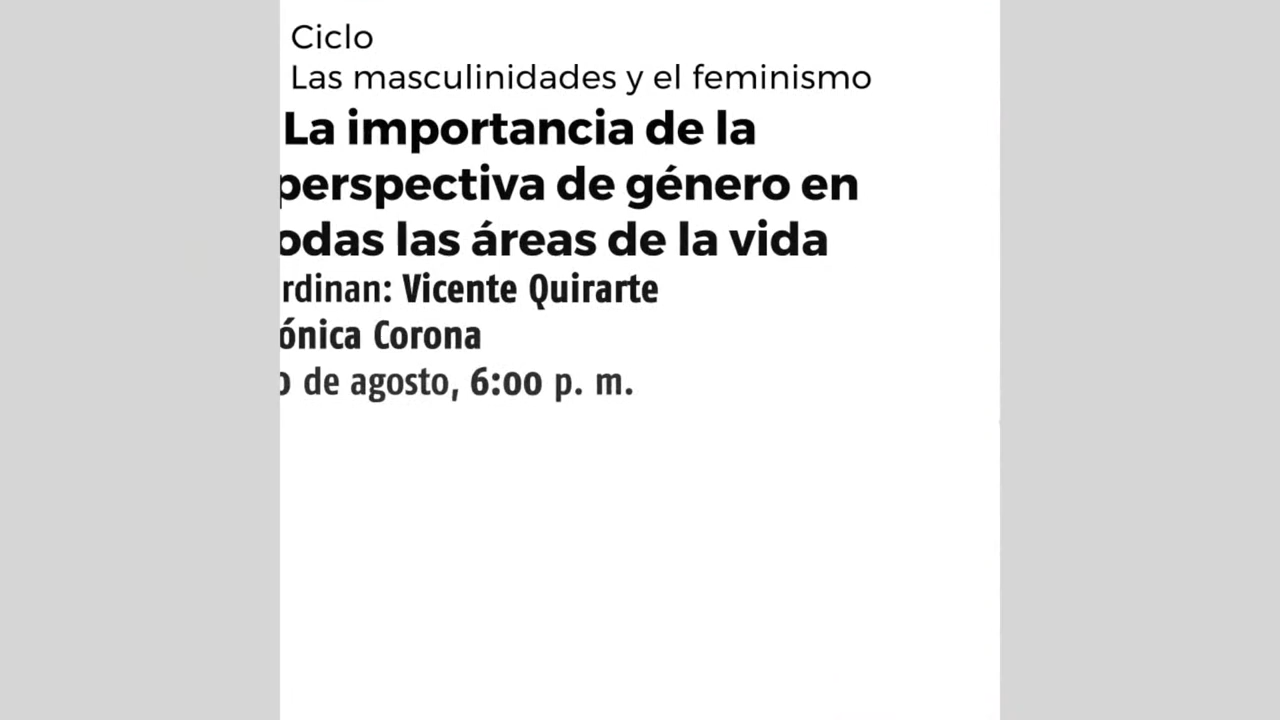 Ciclo
Las masculinidades y el feminismo
La importancia de la
perspectiva de género en
odas las áreas de la vida
rdinan: Vicente Quirarte
ónica Corona
de agosto, 6:00 p. m.